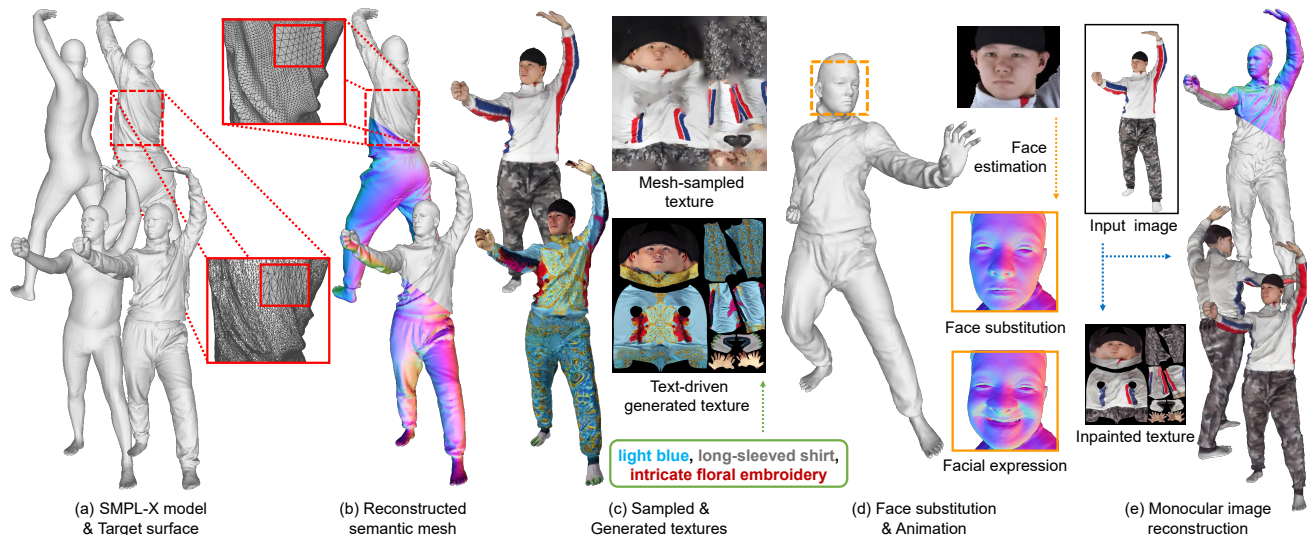 Mesh-sampled
texture
Text-driven
generated texture
light blue, long-sleeved shirt,
intricate floral embroidery
Face
estimation
Face substitution
Facial expression
Input image
Inpainted texture
(a) SMPL-X model
& Target surface
(b) Reconstructed
semantic mesh
(c) Sampled &
Generated textures
(d) Face substitution
& Animation
(e) Monocular image
reconstruction